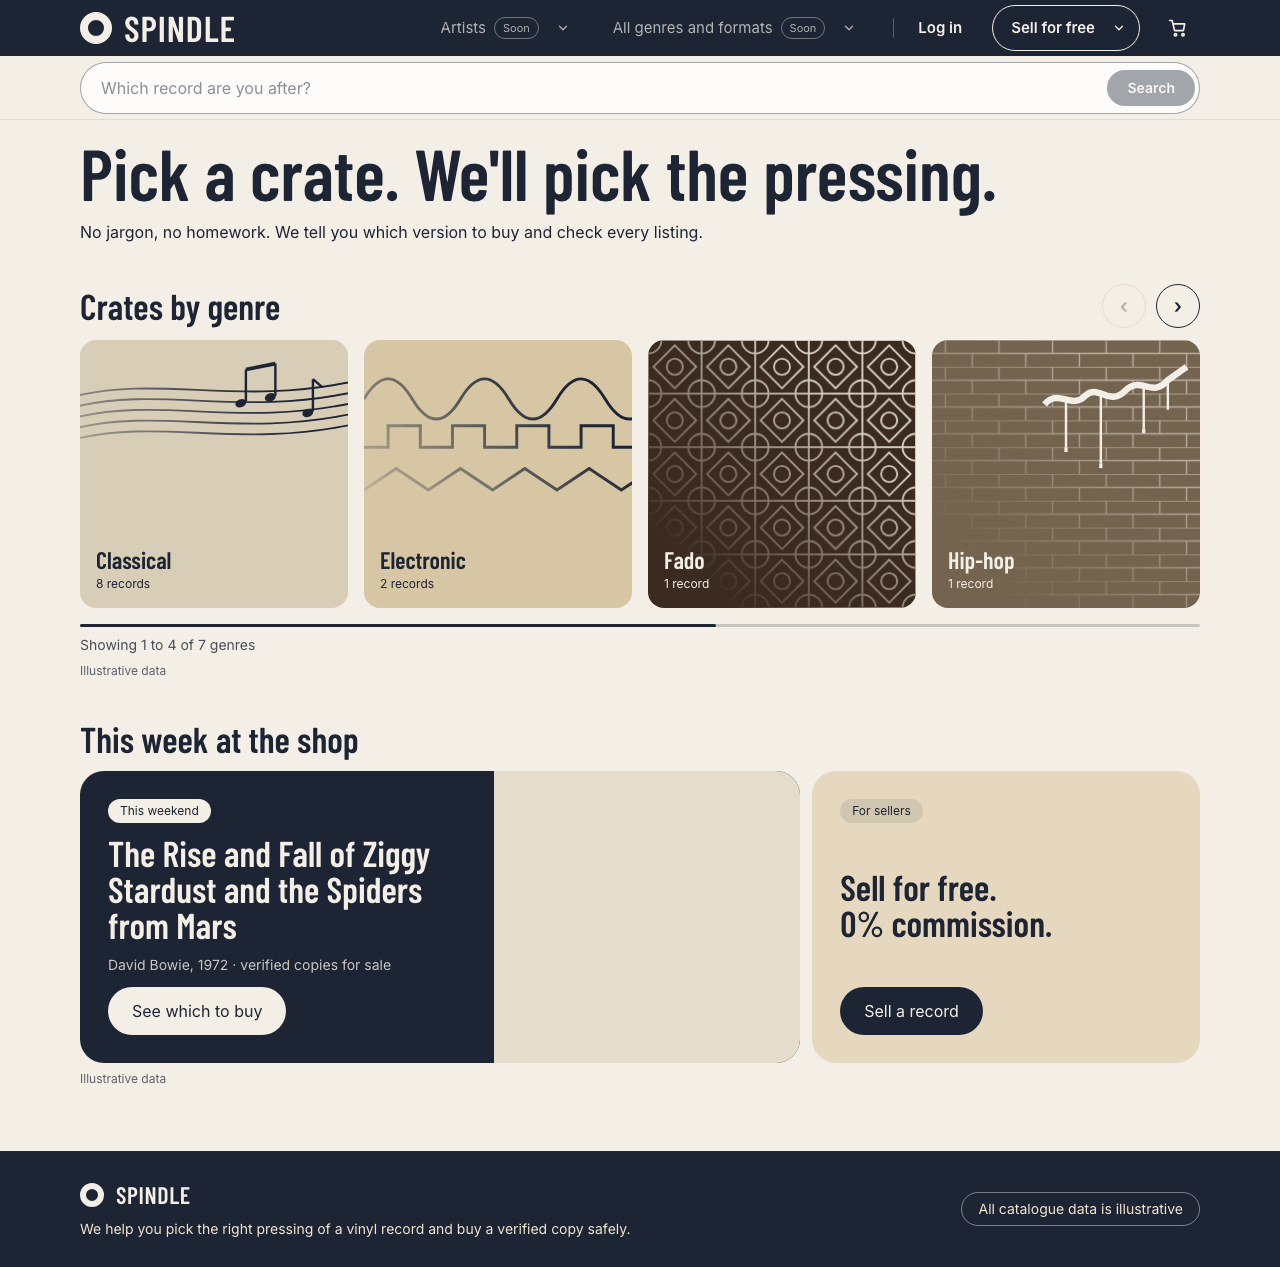 SPINDLE
Artists Soon
All genres and formats Soon
Log in
Sell for free
Which record are you after?
Search
Pick a crate. We'll pick the pressing.
No jargon, no homework. We tell you which version to buy and check every listing.
Crates by genre
Classical
8 records
Electronic
2 records
Fado
1 record
Hip-hop
1 record
Showing 1 to 4 of 7 genres
Illustrative data
This week at the shop
This weekend
The Rise and Fall of Ziggy
Stardust and the Spiders
from Mars
David Bowie, 1972 · verified copies for sale
See which to buy
For sellers
Sell for free.
0% commission.
Sell a record
Illustrative data
SPINDLE
We help you pick the right pressing of a vinyl record and buy a verified copy safely.
All catalogue data is illustrative